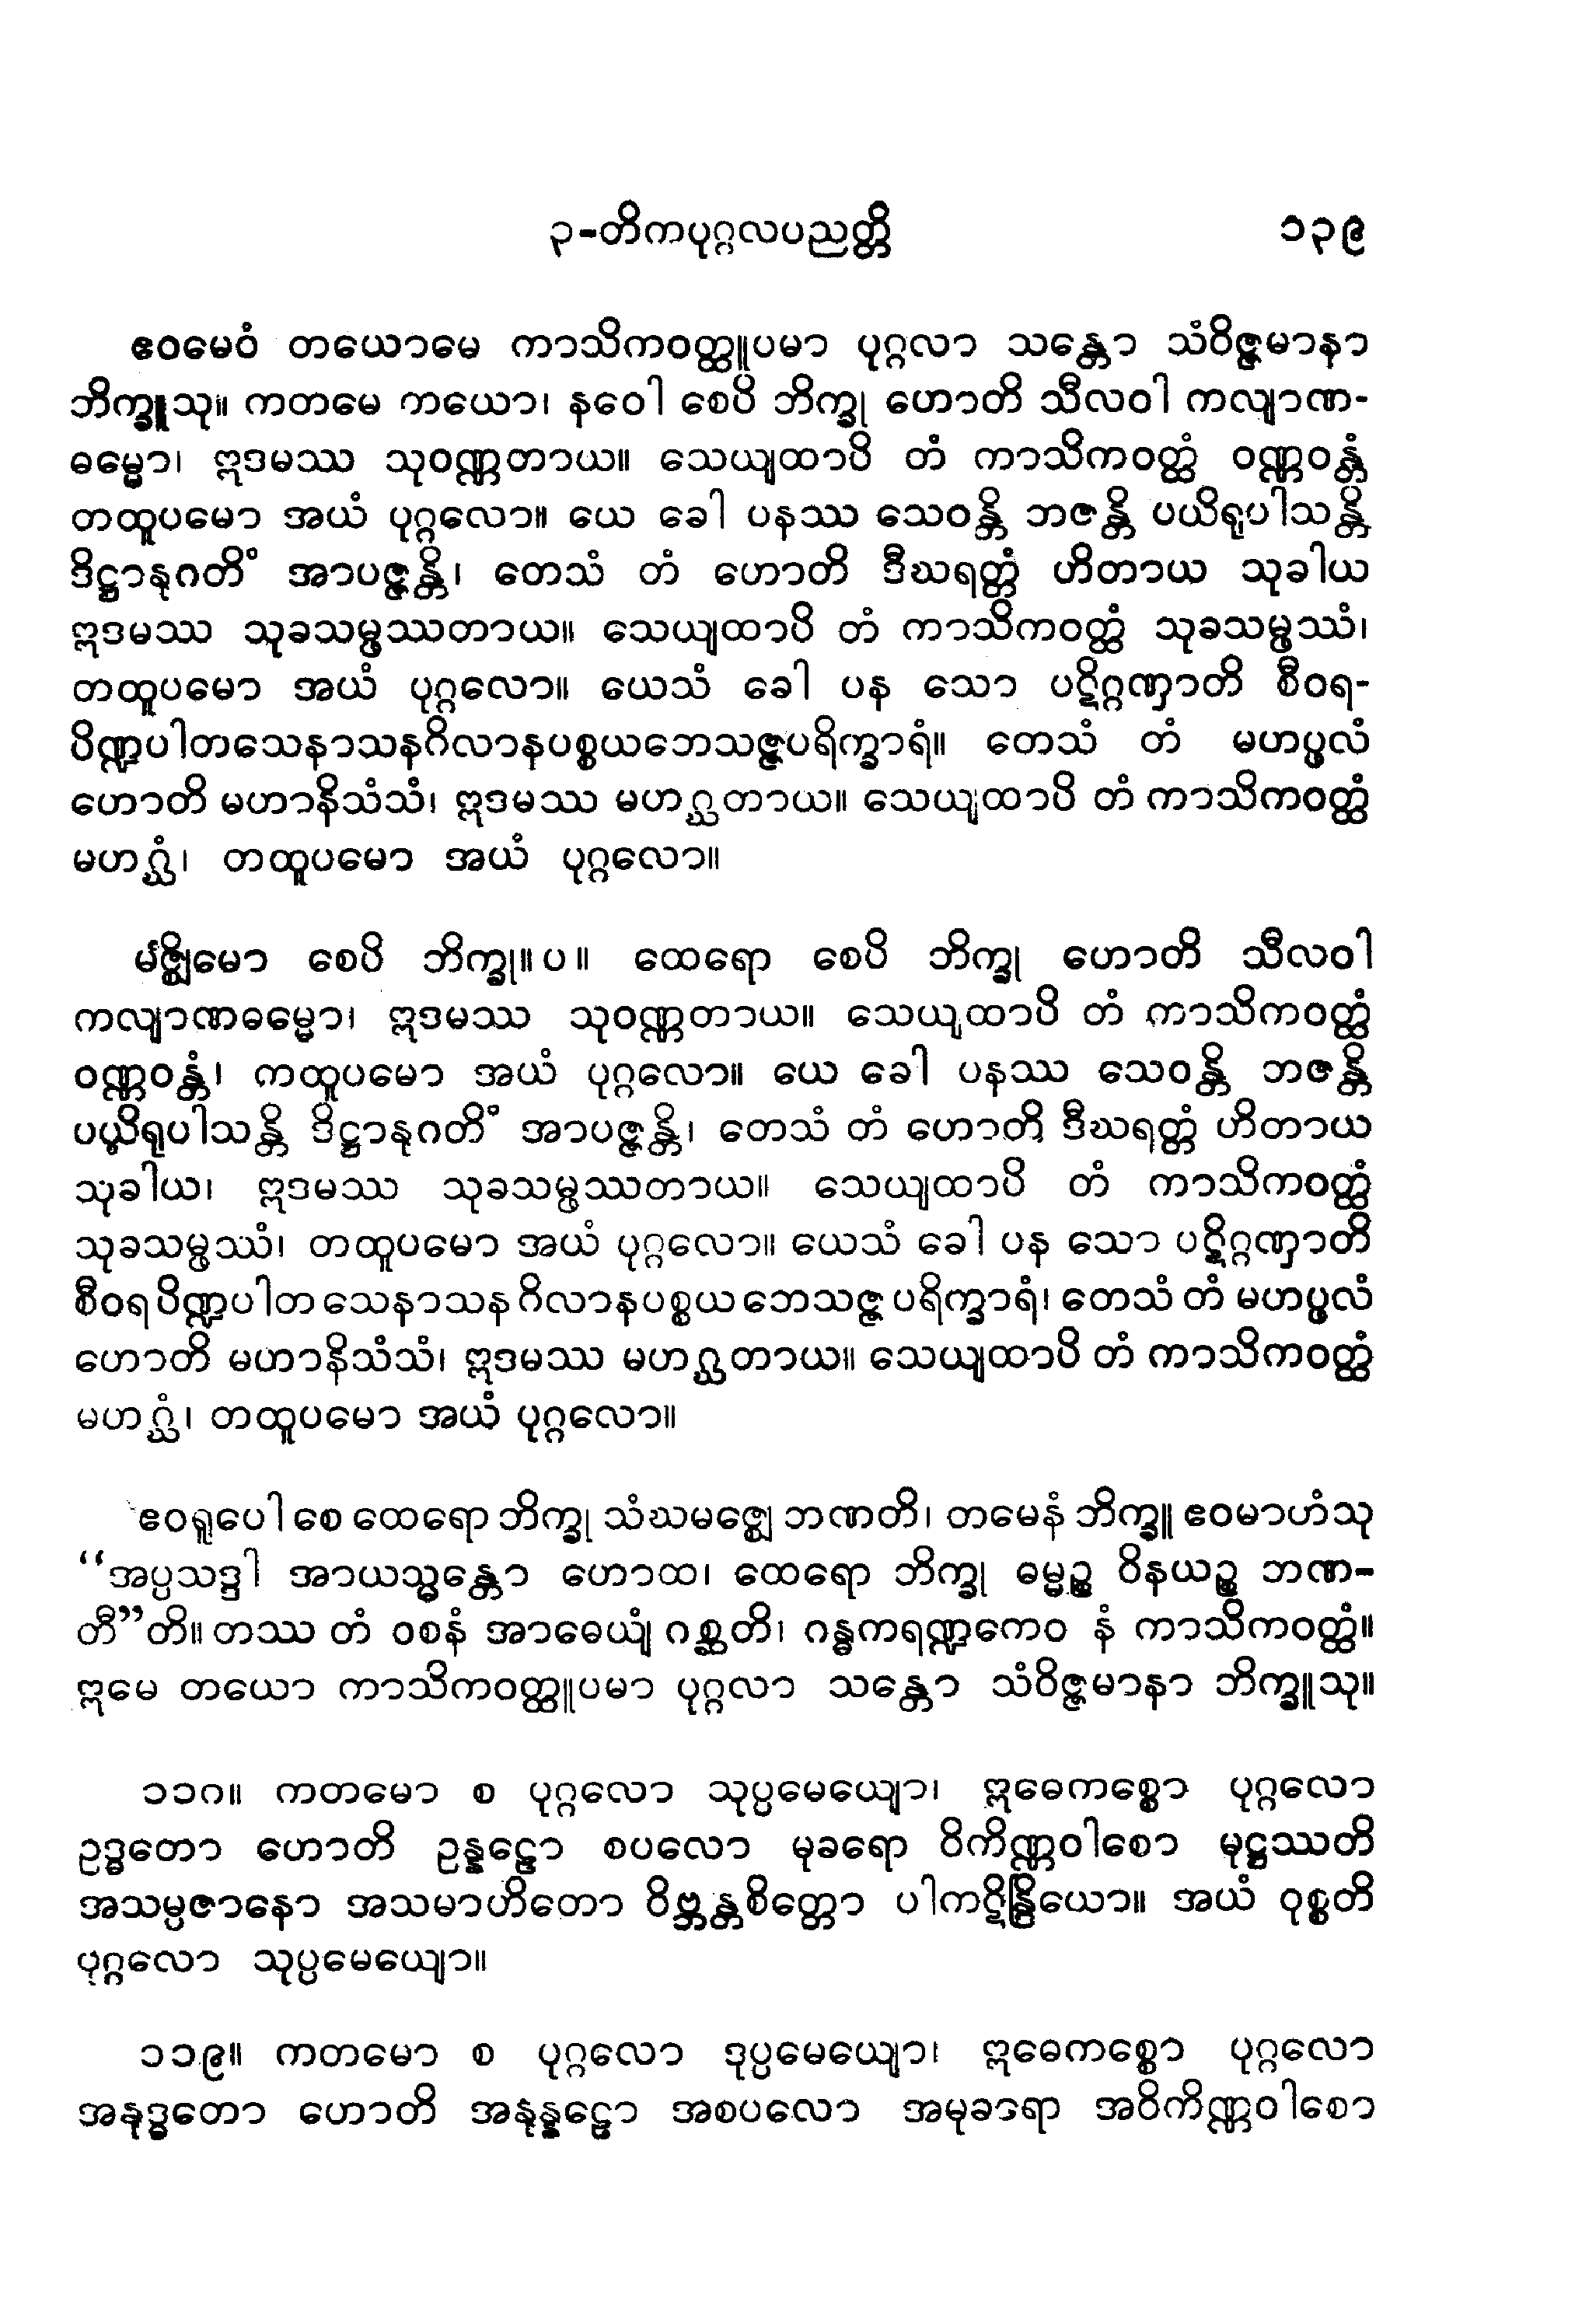 ၃-တိကပုဂ္ဂလပညတ္တိ ၁၃၉
ဧဝမေဝံ တယောမေ ကာသိကဝတ္ထူပမာ ပုဂ္ဂလာ သန္တော သံဝိဇ္ဇမာနာ
ဘိက္ခူသု။ ကတမေ ကယော၊ နဝေါ စေပိ ဘိက္ခု ဟောတိ သီလဝါ ကလျာဏ-
ဓမ္မော၊ ဣဒမဿ သုဝဏ္ဏတာယ။ သေယျထာပိ တံ ကာသိကဝတ္ထံ ဝဏ္ဏဝန္တံ
တထူပမော အယံ ပုဂ္ဂလော။ ယေ ခေါ ပနဿ သေဝန္တိ ဘဇန္တိ ပယိရုပါသန္တိ
ဒိဋ္ဌာနုဂတိံ အာပဇ္ဇန္တိ၊ တေသံ တံ ဟောတိ ဒီဃရတ္တံ ဟိတာယ သုခါယ
ဣဒမဿ သုခသမ္ဖဿတာယ။ သေယျထာပိ တံ ကာသိကဝတ္ထံ သုခသမ္ဖဿံ၊
တထူပမော အယံ ပုဂ္ဂလော။ ယေသံ ခေါ ပန သော ပဋိဂ္ဂဏှာတိ စီဝရ-
ပိဏ္ဍပါတသေနာသနဂိလာနပစ္စယဘေသဇ္ဇပရိက္ခာရံ။ တေသံ တံ မဟပ္ဖလံ
ဟောတိ မဟာနိသံသံ၊ ဣဒမဿ မဟဂ္ဃတာယ။ သေယျထာပိ တံ ကာသိကဝတ္ထံ
မဟဂ္ဃံ၊ တထူပမော အယံ ပုဂ္ဂလော။
မဇ္ဈိမော စေပိ ဘိက္ခု။ပ။ ထေရော စေပိ ဘိက္ခု ဟောတိ သီလဝါ
ကလျာဏဓမ္မော၊ ဣဒမဿ သုဝဏ္ဏတာယ။ သေယျထာပိ တံ ကာသိကဝတ္ထံ
ဝဏ္ဏဝန္တံ၊ ကထူပမော အယံ ပုဂ္ဂလော။ ယေ ခေါ ပနဿ သေဝန္တိ ဘဇန္တိ
ပယိရုပါသန္တိ ဒိဋ္ဌာနုဂတိံ အာပဇ္ဇန္တိ၊ တေသံ တံ ဟောတိ ဒီဃရတ္တံ ဟိတာယ
သုခါယ၊ ဣဒမဿ သုခသမ္ဖဿတာယ။ သေယျထာပိ တံ ကာသိကဝတ္ထံ
သုခသမ္ဖဿံ၊ တထူပမော အယံ ပုဂ္ဂလော။ ယေသံ ခေါ ပန သော ပဋိဂ္ဂဏှာတိ
စီဝရပိဏ္ဍပါတသေနာသနဂိလာနပစ္စယဘေသဇ္ဇပရိက္ခာရံ၊ တေသံ တံ မဟပ္ဖလံ
ဟောတိ မဟာနိသံသံ၊ ဣဒမဿ မဟဂ္ဃတာယ။ သေယျထာပိ တံ ကာသိကဝတ္ထံ
မဟဂ္ဃံ၊ တထူပမော အယံ ပုဂ္ဂလော။
ဧဝရူပေါ စေ ထေရော ဘိက္ခု သံဃမဇ္ဈေ ဘဏတိ၊ တမေနံ ဘိက္ခူ ဧဝမာဟံသု
“အပ္ပသဒ္ဒါ အာယသ္မန္တော ဟောထ၊ ထေရော ဘိက္ခု ဓမ္မဉ္စ ဝိနယဉ္စ ဘဏ-
တီ”တိ။ တဿ တံ ဝစနံ အာဓေယျံ ဂစ္ဆတိ၊ ဂန္ဓကရဏ္ဍကေဝ နံ ကာသိကဝတ္ထံ။
ဣမေ တယော ကာသိကဝတ္ထူပမာ ပုဂ္ဂလာ သန္တော သံဝိဇ္ဇမာနာ ဘိက္ခူသု။
၁၁ဂ။ ကတမော စ ပုဂ္ဂလော သုပ္ပမေယျော၊ ဣဓေကစ္စော ပုဂ္ဂလော
ဥဒ္ဓတော ဟောတိ ဥန္နဠော စပလော မုခရော ဝိကိဏ္ဏဝါစော မုဋ္ဌဿတိ
အသမ္ပဇာနော အသမာဟိတော ဝိဗ္ဘန္တစိတ္တော ပါကဋိန္ဒြိယော။ အယံ ဝုစ္စတိ
ပုဂ္ဂလော သုပ္ပမေယျော။
၁၁၉။ ကတမော စ ပုဂ္ဂလော ဒုပ္ပမေယျော၊ ဣဓေကစ္စော ပုဂ္ဂလော
အနုဒ္ဓတော ဟောတိ အနုန္နဠော အစပလော အမုခာရာ အဝိကိဏ္ဏဝါစော